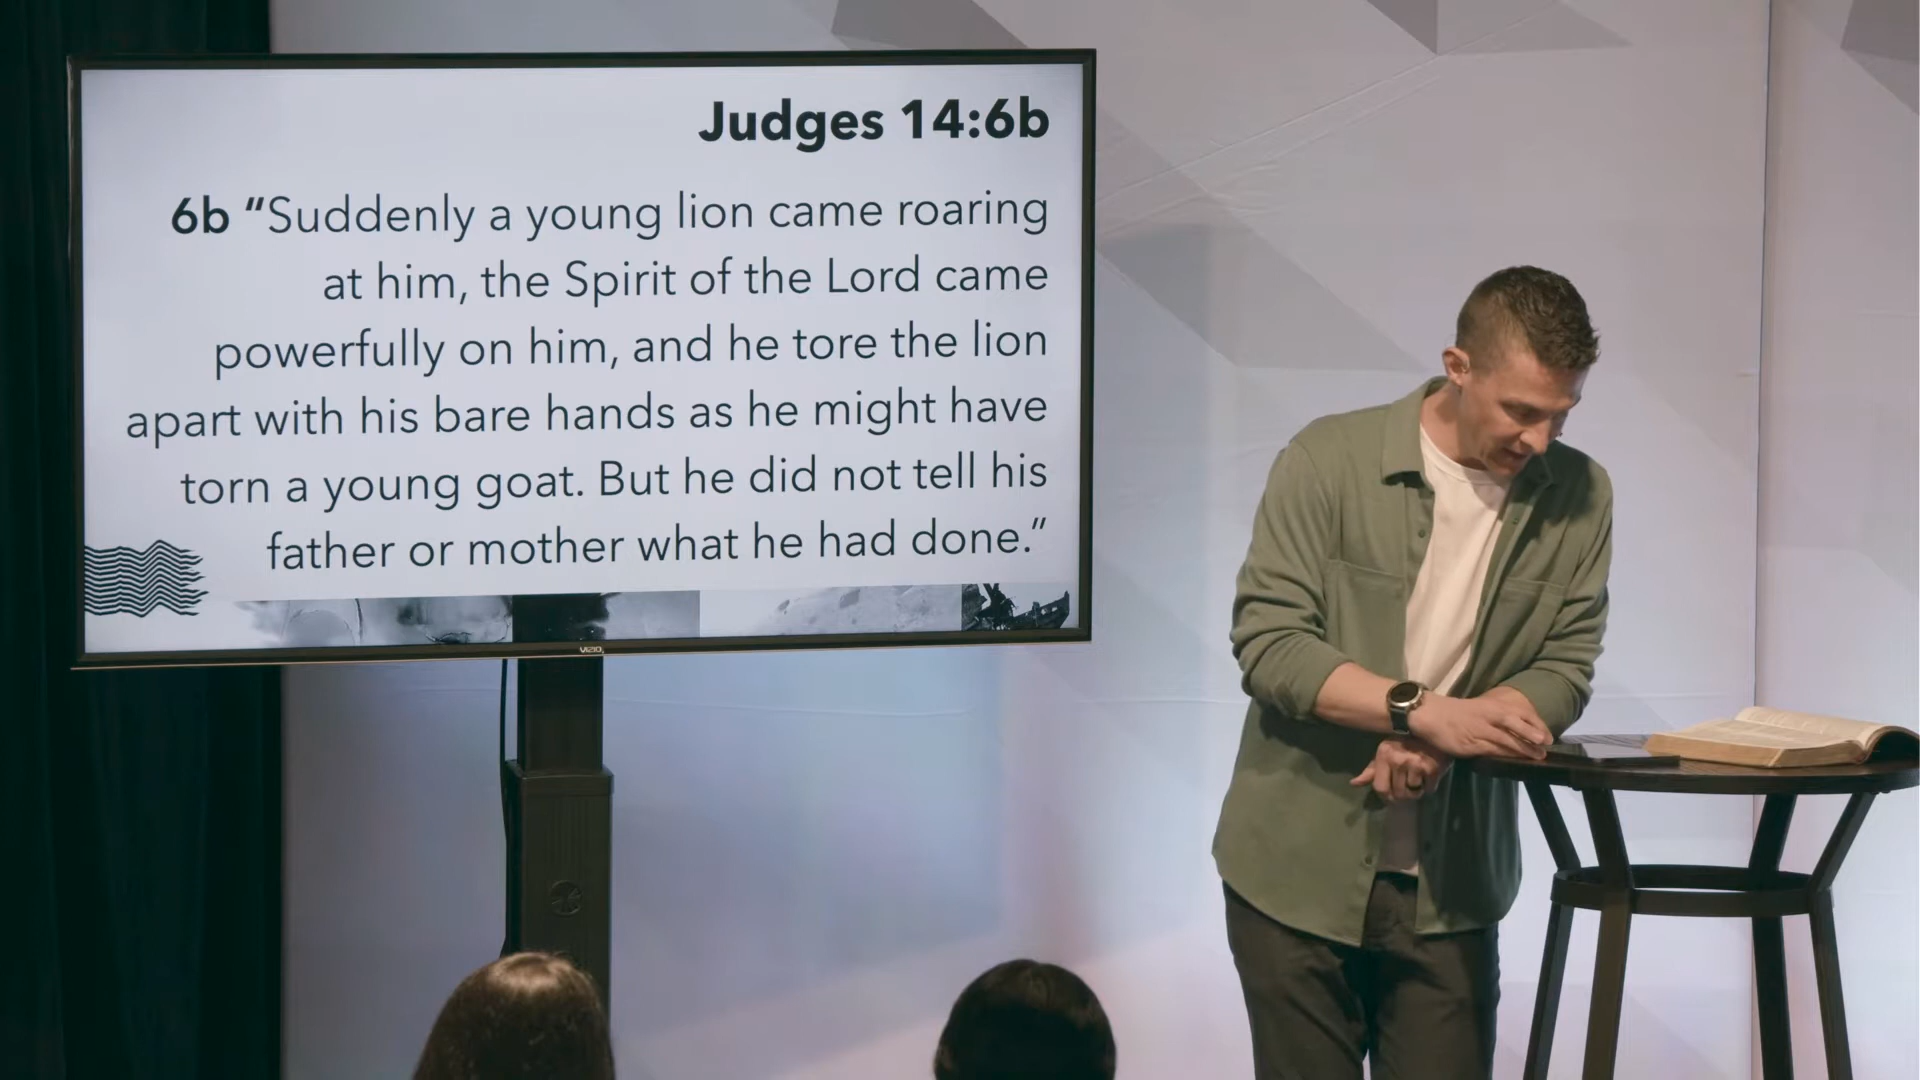 Judges 14:6b
6b “Suddenly a young lion came roaring
at him, the Spirit of the Lord came
powerfully on him, and he tore the lion
apart with his bare hands as he might have
torn a young goat. But he did not tell his
father or mother what he had done.”
VIZIO